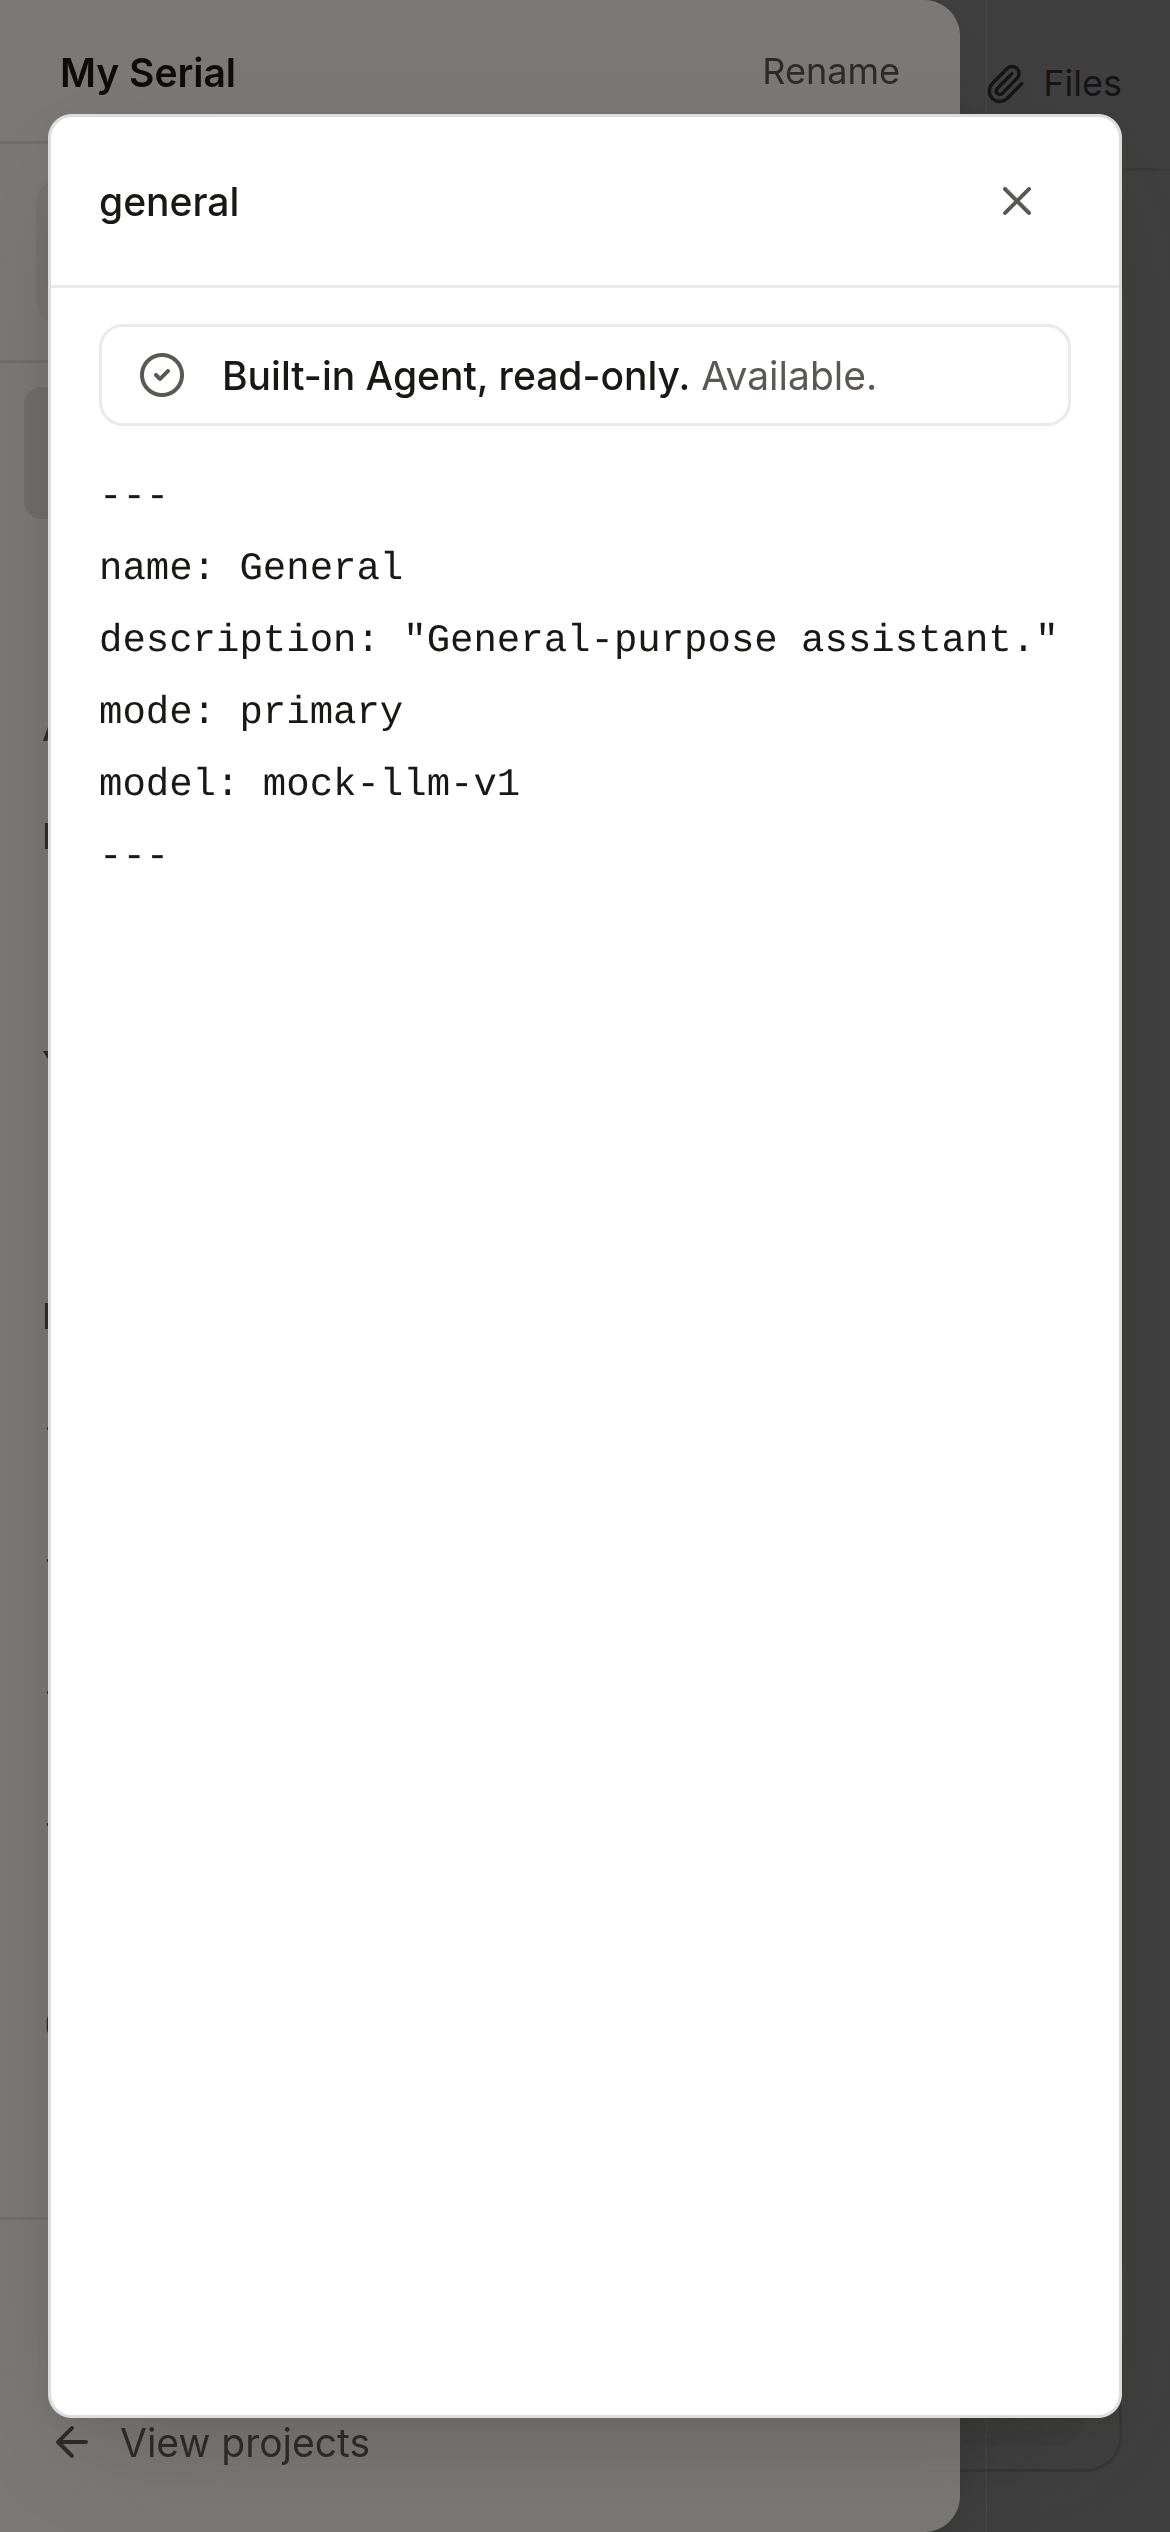 My Serial
Rename
Files
general
Built-in Agent, read-only. Available.
---
name: General
description: "General-purpose assistant."
mode: primary
model: mock-llm-v1
---
View projects